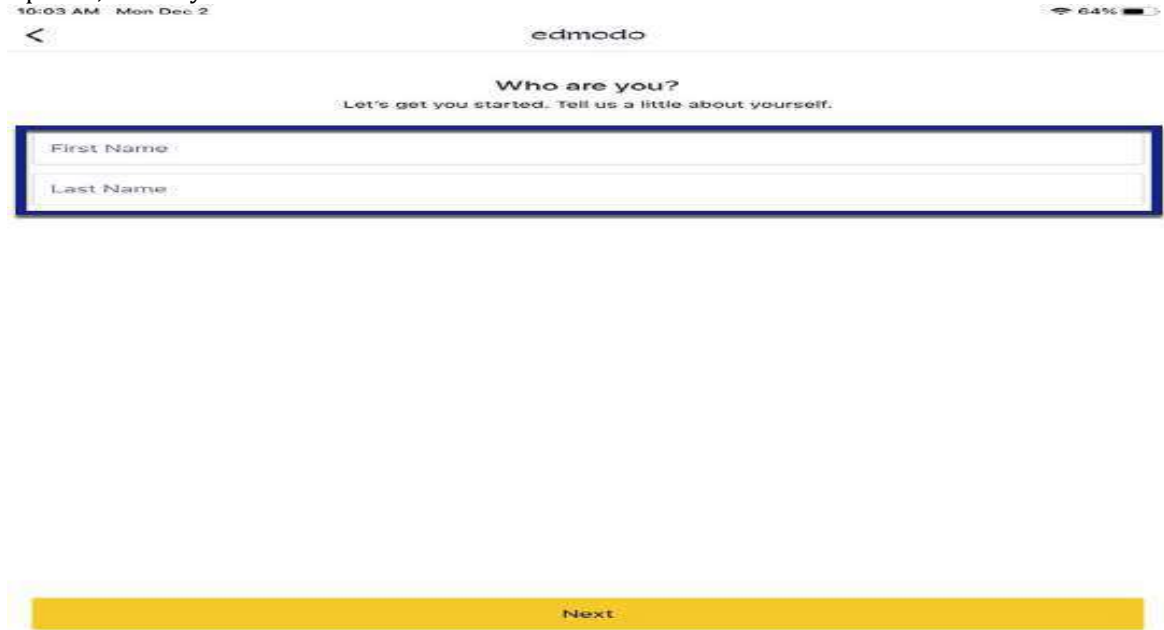 10:03 AM Mon Dec 2 64%
< edmodo
Who are you?
Let's get you started. Tell us a little about yourself.
First Name
Last Name
Next